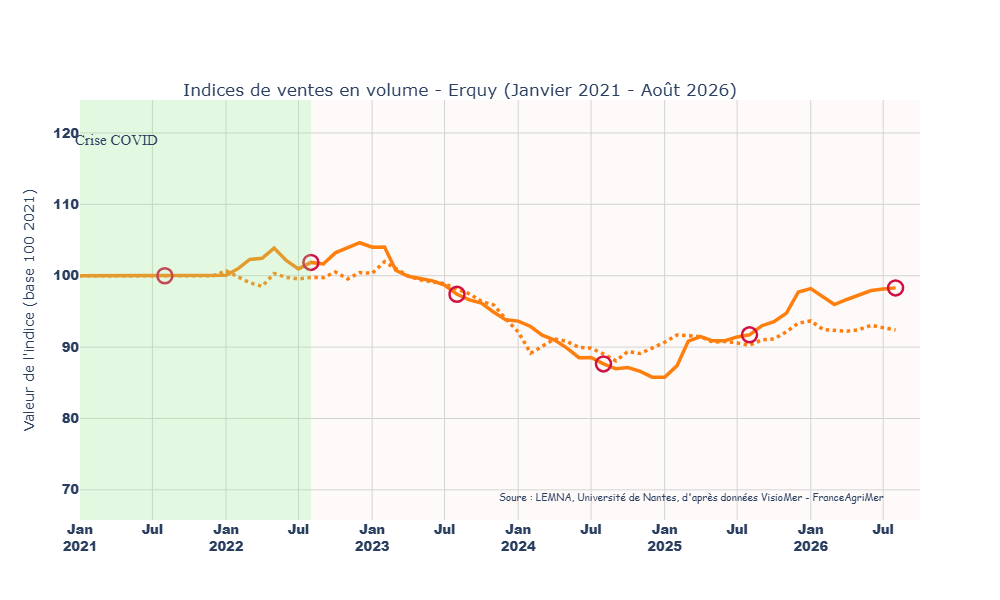 Indices de ventes en volume - Erquy (Janvier 2021 - Août 2026)
Valeur de l'indice (base 100 2021)
120
Crise COVID
110
100
90
80
70
Soure : LEMNA, Université de Nantes, d'après données VisioMer - FranceAgriMer
Jan Jul Jan Jul Jan Jul Jan Jul Jan Jul Jan Jul
2021 2022 2023 2024 2025 2026